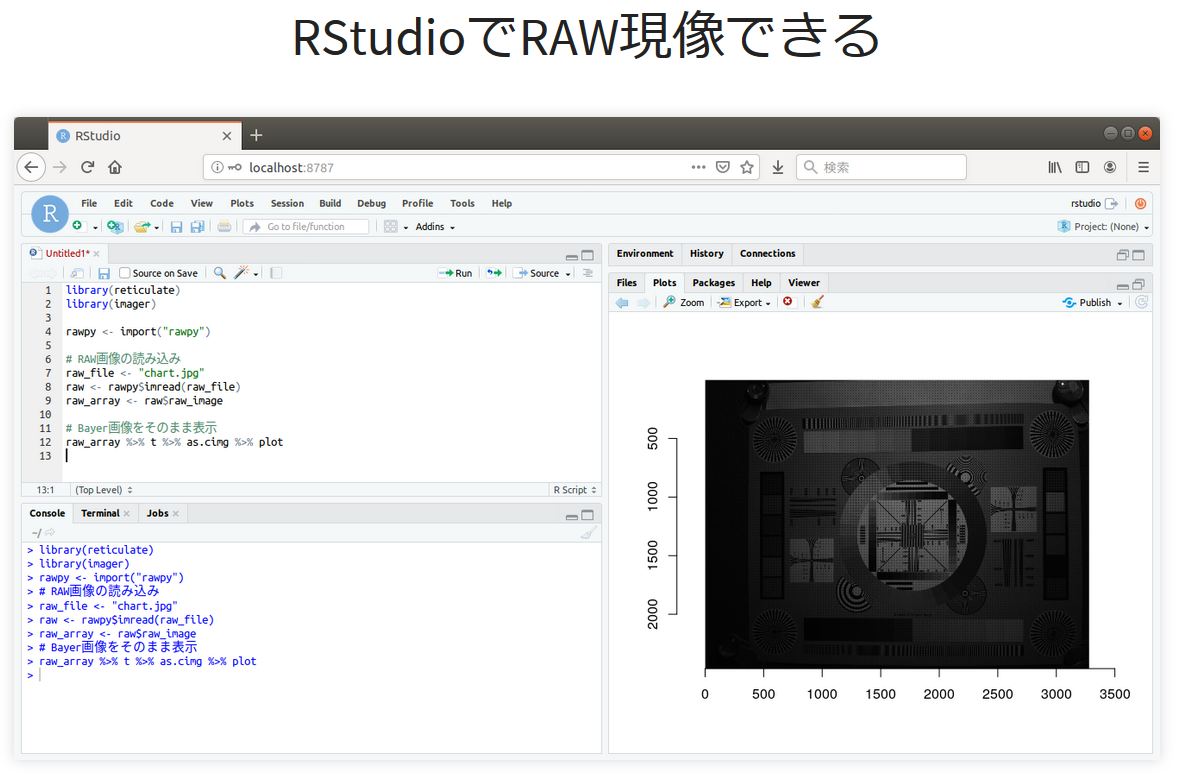 RStudioでRAW現像できる
RStudio
localhost:8787
検索
File Edit Code View Plots Session Build Debug Profile Tools Help
rstudio
Go to file/function
Addins
Project: (None)
Untitled1*
Source on Save
Run
Source
1 library(reticulate)
2 library(imager)
3
4 rawpy <- import("rawpy")
5
6 # RAW画像の読み込み
7 raw_file <- "chart.jpg"
8 raw <- rawpy$imread(raw_file)
9 raw_array <- raw$raw_image
10
11 # Bayer画像をそのまま表示
12 raw_array %>% t %>% as.cimg %>% plot
13
13:1 (Top Level) R Script
Console Terminal Jobs
~/
> library(reticulate)
> library(imager)
> rawpy <- import("rawpy")
> # RAW画像の読み込み
> raw_file <- "chart.jpg"
> raw <- rawpy$imread(raw_file)
> raw_array <- raw$raw_image
> # Bayer画像をそのまま表示
> raw_array %>% t %>% as.cimg %>% plot
>
Environment History Connections
Files Plots Packages Help Viewer
Zoom Export Publish
500
1000
1500
2000
0 500 1000 1500 2000 2500 3000 3500